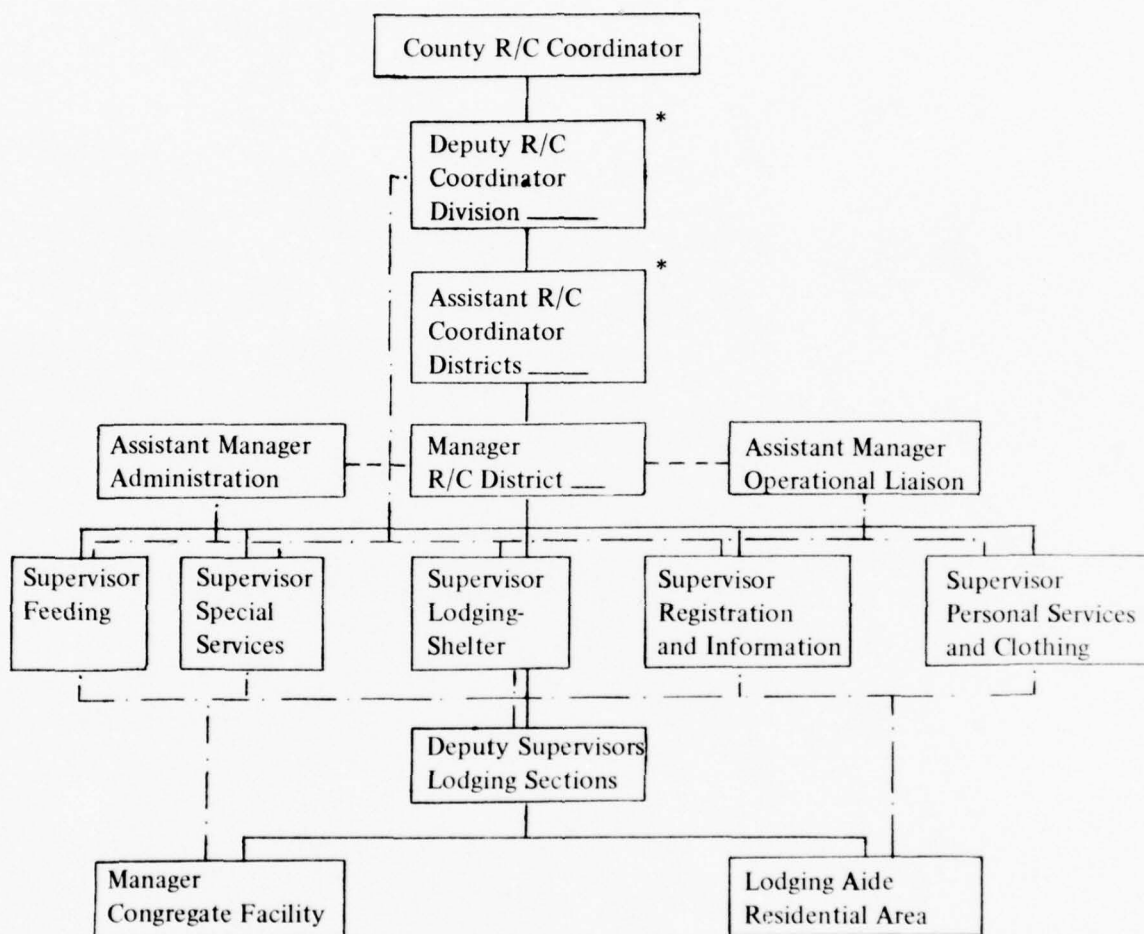 County R/C Coordinator
*
Deputy R/C
Coordinator
Division _____
*
Assistant R/C
Coordinator
Districts _____
Assistant Manager
Administration
Manager
R/C District ___
Assistant Manager
Operational Liaison
Supervisor
Feeding
Supervisor
Special
Services
Supervisor
Lodging-
Shelter
Supervisor
Registration
and Information
Supervisor
Personal Services
and Clothing
Deputy Supervisors
Lodging Sections
Manager
Congregate Facility
Lodging Aide
Residential Area